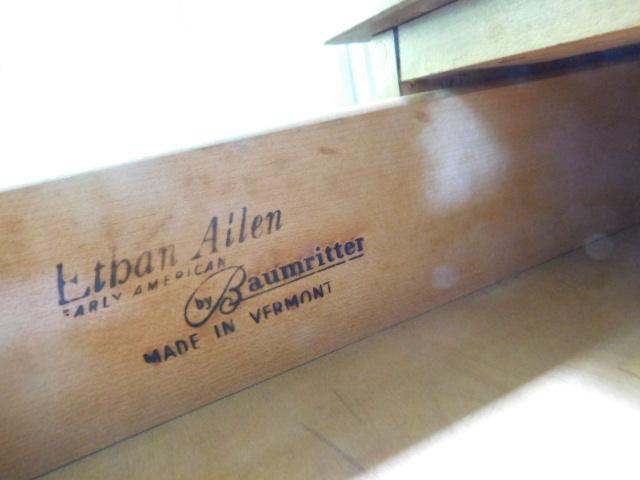 Ethan Allen
EARLY AMERICAN
by Baumritter
MADE IN VERMONT